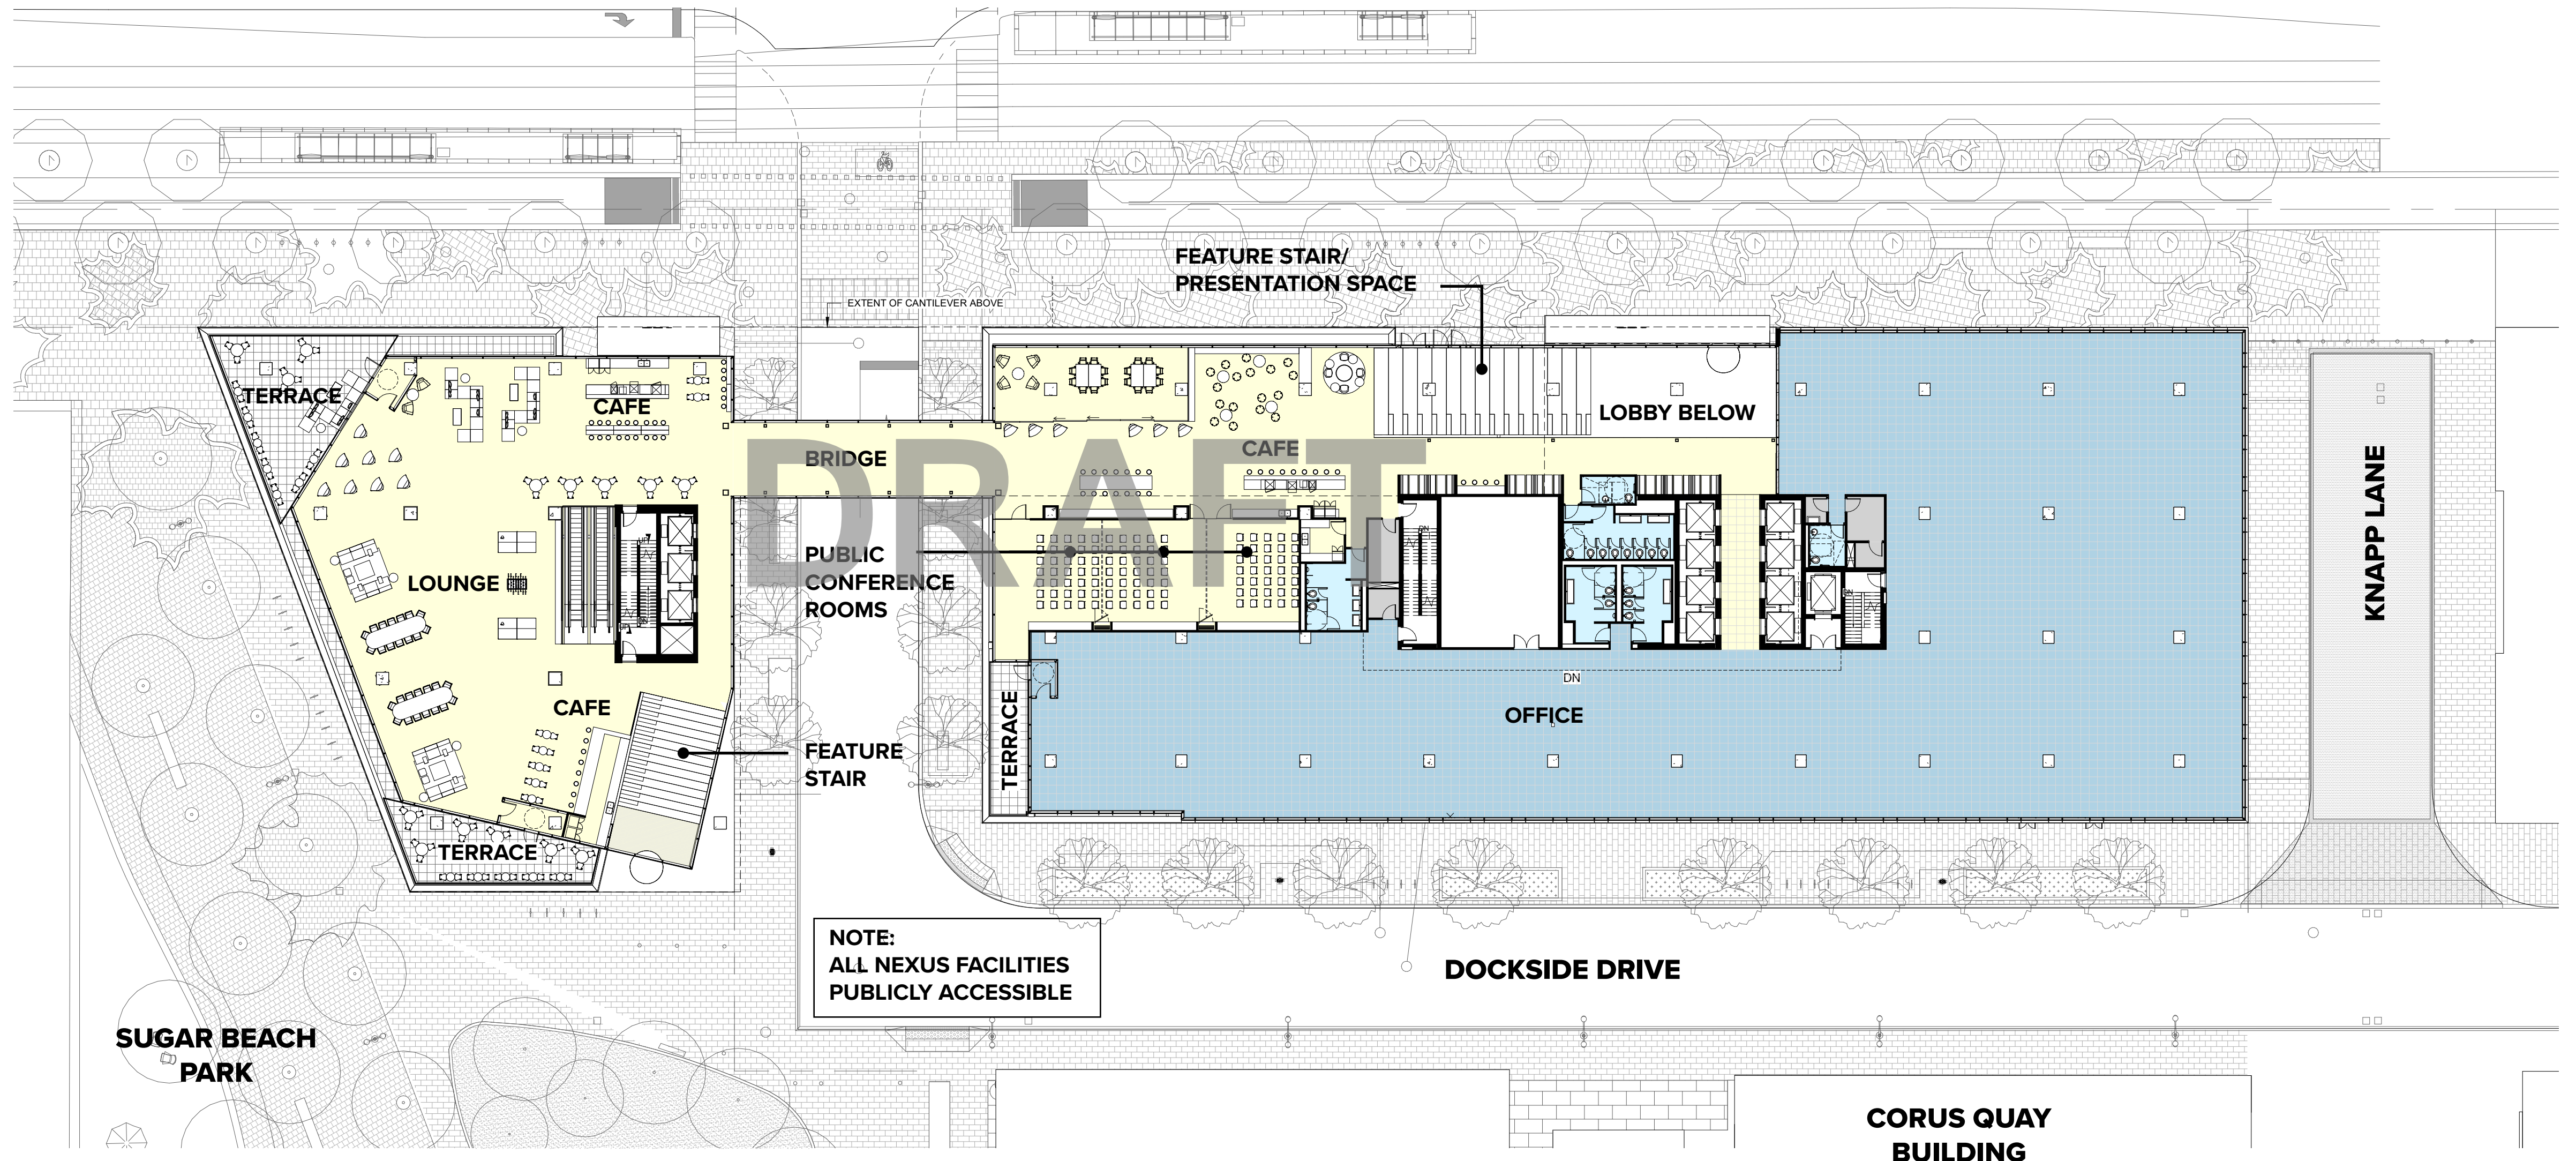 FEATURE STAIR/
PRESENTATION SPACE
EXTENT OF CANTILEVER ABOVE
TERRACE
CAFE
LOBBY BELOW
BRIDGE
CAFE
DRAFT
KNAPP LANE
PUBLIC
CONFERENCE
ROOMS
LOUNGE
UP
DN
DN
DN
CAFE
OFFICE
TERRACE
FEATURE
STAIR
TERRACE
NOTE:
ALL NEXUS FACILITIES
PUBLICLY ACCESSIBLE
DOCKSIDE DRIVE
SUGAR BEACH
PARK
CORUS QUAY
BUILDING